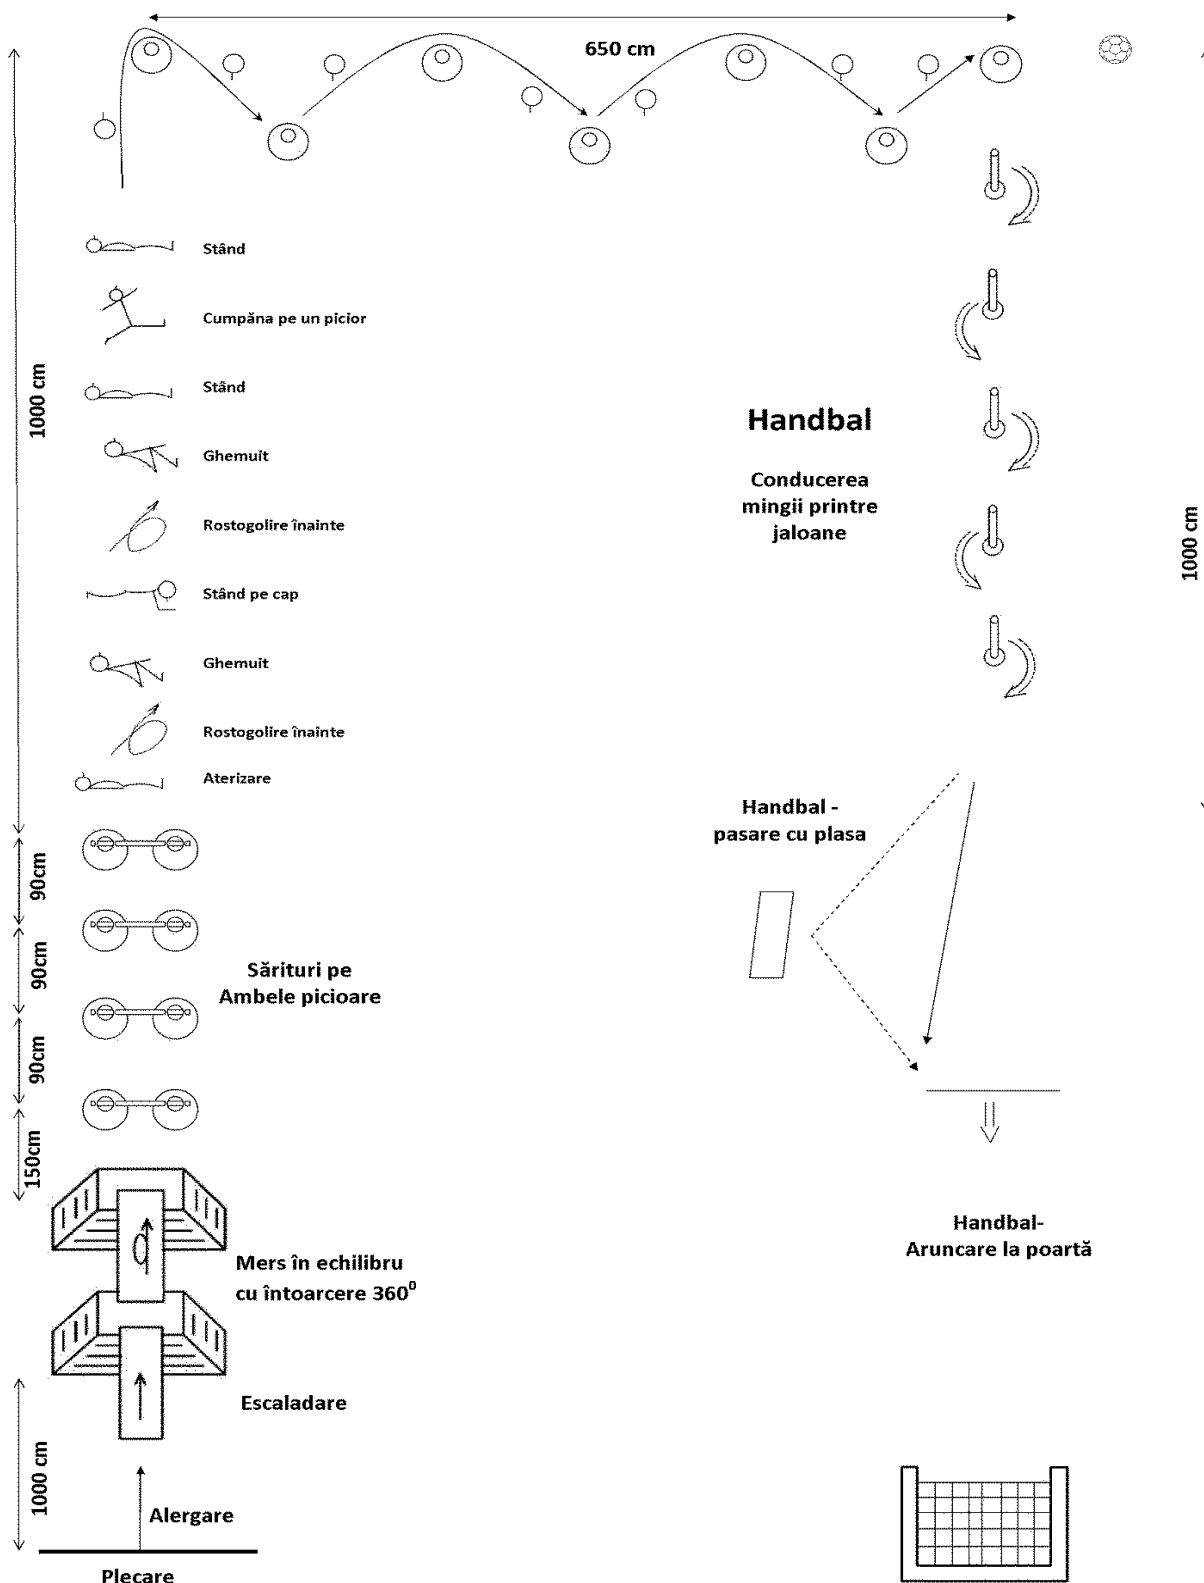 650 cm
Stând
Cumpăna pe un picior
Stând
Ghemuit
Rostogolire înainte
Stând pe cap
Ghemuit
Rostogolire înainte
Aterizare
1000 cm
90cm
90cm
90cm
150cm
1000 cm
Sărituri pe
Ambele picioare
Mers în echilibru
cu întoarcere 360⁰
Escaladare
Alergare
Plecare
Handbal
Conducerea
mingii printre
jaloane
1000 cm
Handbal -
pasare cu plasa
Handbal-
Aruncare la poartă